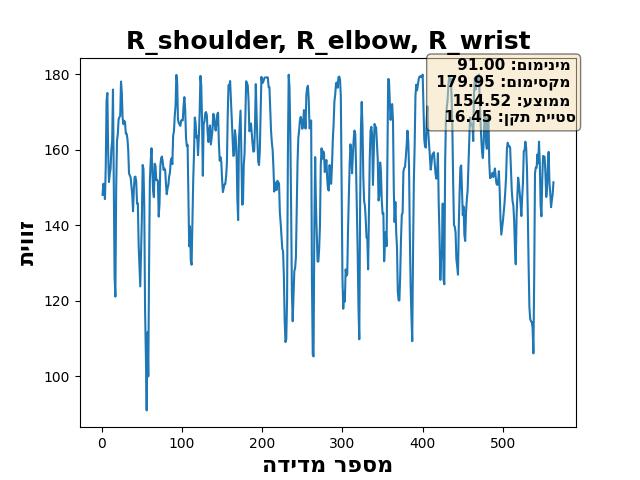 R_shoulder, R_elbow, R_wrist
מינימום: 91.00
מקסימום: 179.95
ממוצע: 154.52
סטיית תקן: 16.45
180
160
140
120
100
זווית
0 100 200 300 400 500
מספר מדידה